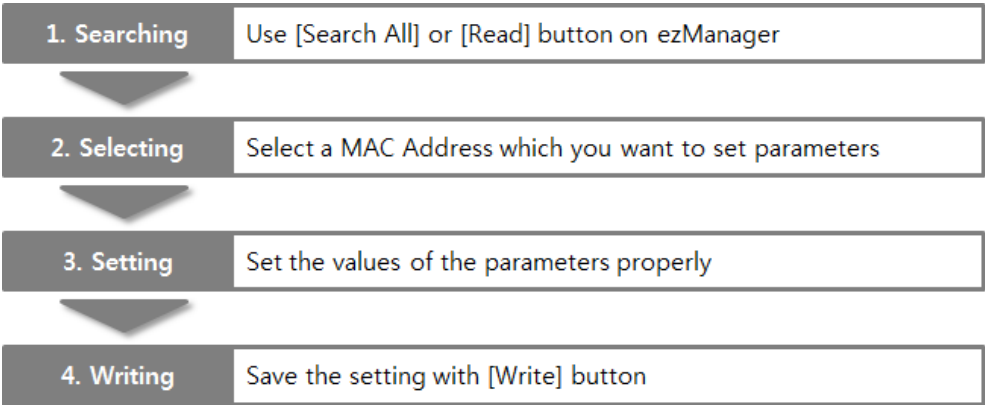 1. Searching Use [Search All] or [Read] button on ezManager
2. Selecting Select a MAC Address which you want to set parameters
3. Setting Set the values of the parameters properly
4. Writing Save the setting with [Write] button